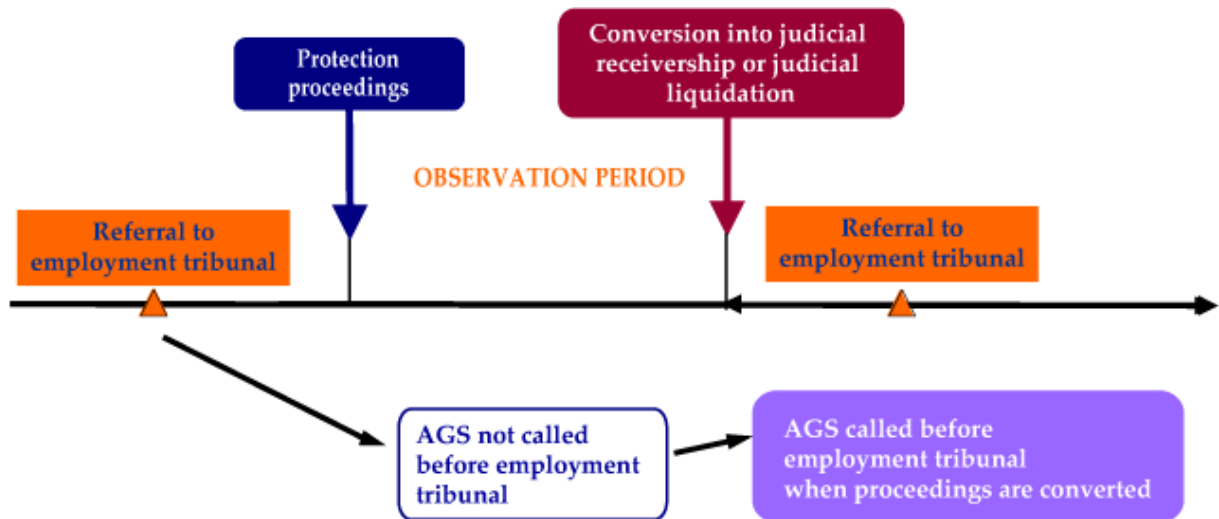 Protection
proceedings
Conversion into judicial
receivership or judicial
liquidation
OBSERVATION PERIOD
Referral to
employment tribunal
Referral to
employment tribunal
AGS not called
before employment
tribunal
AGS called before
employment tribunal
when proceedings are converted